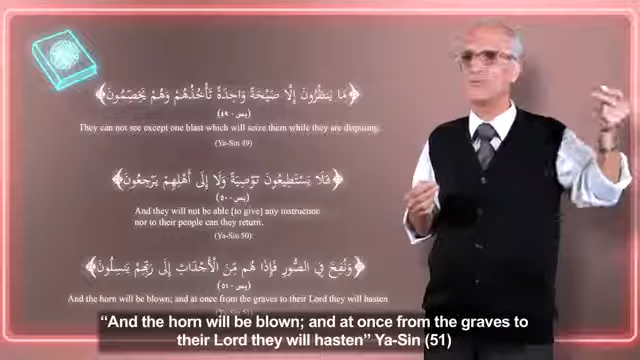 ﴿مَا يَنظُرُونَ إِلَّا صَيْحَةً وَاحِدَةً تَأْخُذُهُمْ وَهُمْ يَخِصِّمُونَ﴾
(يس-٤٩)
They can not see except one blast which will seize them while they are disputing.
(Ya-Sin 49)
﴿فَلَا يَسْتَطِيعُونَ تَوْصِيَةً وَلَا إِلَى أَهْلِهِمْ يَرْجِعُونَ﴾
(يس-٥٠)
And they will not be able [to give] any instruction
nor to their people can they return.
(Ya-Sin 50)
﴿وَنُفِخَ فِي الصُّورِ فَإِذَا هُم مِّنَ الْأَجْدَاثِ إِلَى رَبِّهِمْ يَنسِلُونَ﴾
(يس-٥١)
And the horn will be blown; and at once from the graves to their Lord they will hasten
(Ya-Sin 51)
“And the horn will be blown; and at once from the graves to
their Lord they will hasten” Ya-Sin (51)